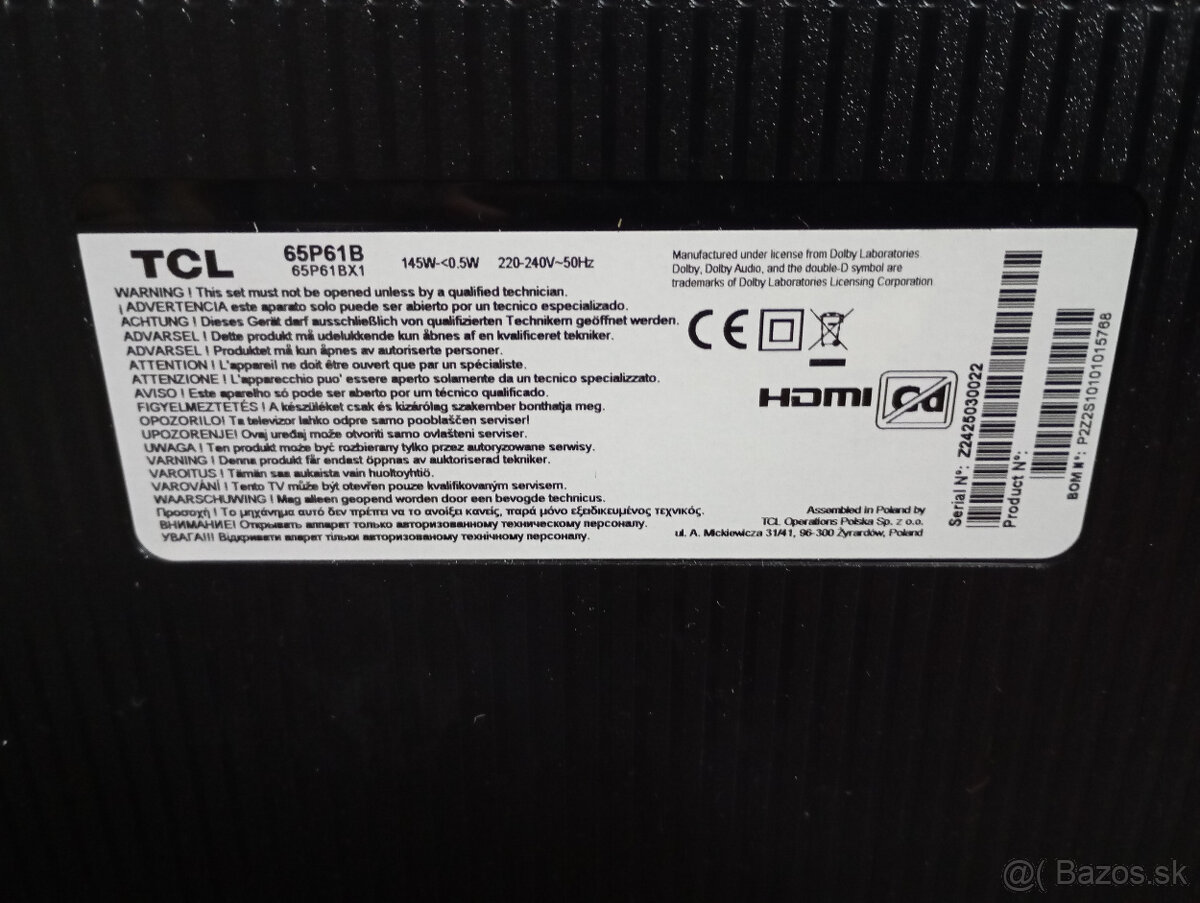 TCL
65P61B
65P61BX1
145W-<0.5W 220-240V~50Hz
Manufactured under license from Dolby Laboratories
Dolby, Dolby Audio, and the double-D symbol are
trademarks of Dolby Laboratories Licensing Corporation
WARNING ! This set must not be opened unless by a qualified technician.
¡ ADVERTENCIA este aparato solo puede ser abierto por un tecnico especializado.
ACHTUNG ! Dieses Gerät darf ausschließlich von qualifizierten Technikern geöffnet werden.
ADVARSEL ! Dette produkt må udelukkende kun åbnes af en kvalificeret tekniker.
ADVARSEL ! Produktet må kun åpnes av autoriserte personer.
ATTENTION ! L'appareil ne doit être ouvert que par un spécialiste.
ATTENZIONE ! L'apparecchio puo' essere aperto solamente da un tecnico specializzato.
AVISO ! Este aparelho só pode ser aberto por um técnico qualificado.
FIGYELMEZTETÉS ! A készüléket csak és kizárólag szakember bonthatja meg.
OPOZORILO! Ta televizor lahko odpre samo pooblaščen serviser!
UPOZORENJE! Ovaj uređaj može otvoriti samo ovlašteni serviser.
UWAGA ! Ten produkt może być rozbierany tylko przez autoryzowane serwisy.
VARNING ! Denna produkt får endast öppnas av auktoriserad tekniker.
VAROITUS ! Tämän saa aukaista vain huoltoyhtiö.
VAROVÁNÍ ! Tento TV může být otevřen pouze kvalifikovaným servisem.
WAARSCHUWING ! Mag alleen geopend worden door een bevoegde technicus.
Προσοχή ! Το μηχάνημα αυτό δεν πρέπει να το ανοίξει κανείς, παρά μόνο εξειδικευμένος τεχνικός.
ВНИМАНИЕ! Открывать аппарат только авторизованному техническому персоналу.
УВАГА!!! Відкривати апарат тільки авторизованому технічному персоналу.
CE
HDMI
Cd
Assembled in Poland by
TCL Operations Polska Sp. z o.o.
ul. A. Mickiewicza 31/41, 96-300 Żyrardów, Poland
Serial N°: Z242503O022
Product N°:
BOM N°: P2Z2S10101015768
@( Bazos.sk